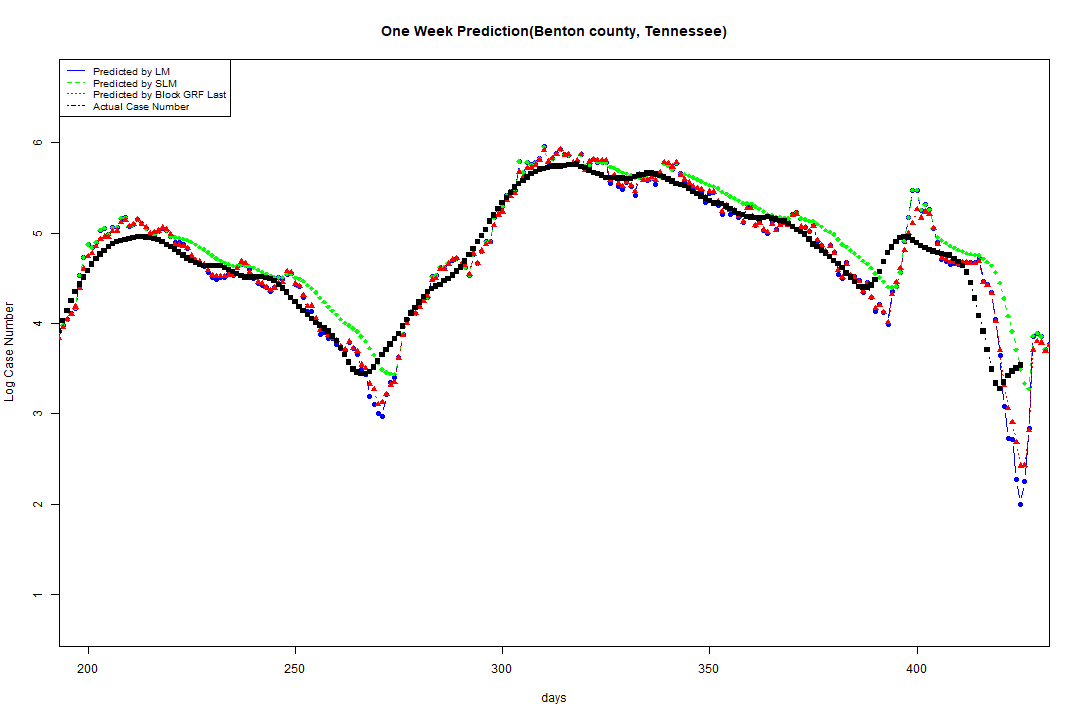 One Week Prediction(Benton county, Tennessee)
Predicted by LM
Predicted by SLM
Predicted by Block GRF Last
Actual Case Number
6
5
4
3
2
1
Log Case Number
200 250 300 350 400
days